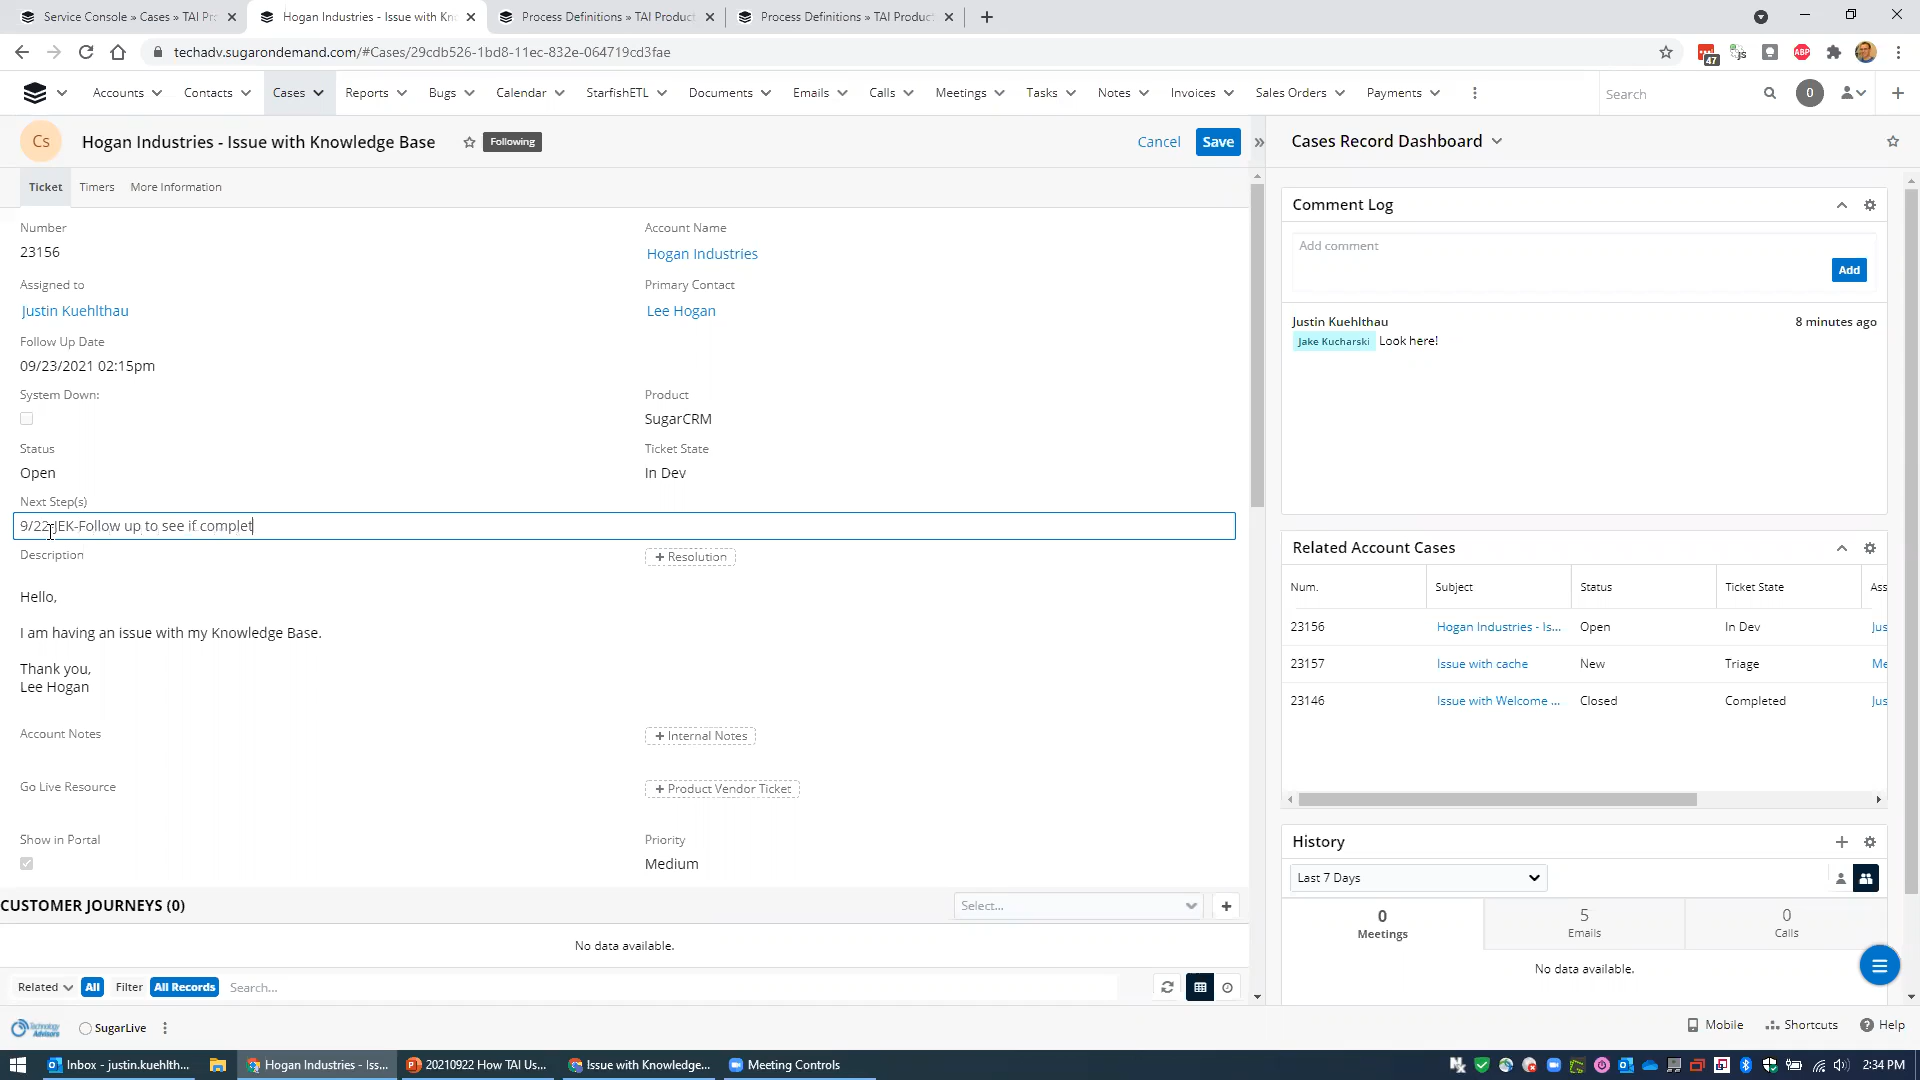 Service Console » Cases » TAI Pr
Hogan Industries - Issue with Kno
Process Definitions » TAI Product
Process Definitions » TAI Product
techadv.sugarondemand.com/#Cases/29cdb526-1bd8-11ec-832e-064719cd3fae
47
js
ABP
Accounts
Contacts
Cases
Reports
Bugs
Calendar
StarfishETL
Documents
Emails
Calls
Meetings
Tasks
Notes
Invoices
Sales Orders
Payments
Search
0
Cs
Hogan Industries - Issue with Knowledge Base
Following
Cancel
Save
Ticket
Timers
More Information
Number
23156
Account Name
Hogan Industries
Assigned to
Justin Kuehlthau
Primary Contact
Lee Hogan
Follow Up Date
09/23/2021 02:15pm
System Down:
Product
SugarCRM
Status
Open
Ticket State
In Dev
Next Step(s)
9/22-JEK-Follow up to see if complet
Description
+ Resolution
Hello,
I am having an issue with my Knowledge Base.
Thank you,
Lee Hogan
Account Notes
+ Internal Notes
Go Live Resource
+ Product Vendor Ticket
Show in Portal
Priority
Medium
CUSTOMER JOURNEYS (0)
Select...
No data available.
Related
All
Filter
All Records
Search...
Cases Record Dashboard
Comment Log
Add comment
Add
Justin Kuehlthau
8 minutes ago
Jake Kucharski Look here!
Related Account Cases
Num. Subject Status Ticket State Ass
23156 Hogan Industries - Is... Open In Dev Jus
23157 Issue with cache New Triage Me
23146 Issue with Welcome ... Closed Completed Jus
History
Last 7 Days
0
Meetings
5
Emails
0
Calls
No data available.
Technology
Advisors
SugarLive
Mobile
Shortcuts
Help
Inbox - justin.kuehlth...
Hogan Industries - Iss...
20210922 How TAI Us...
Issue with Knowledge...
Meeting Controls
2:34 PM